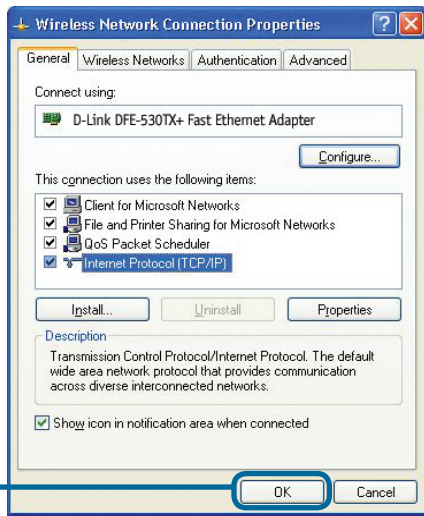 Wireless Network Connection Properties
General Wireless Networks Authentication Advanced
Connect using:
D-Link DFE-530TX+ Fast Ethernet Adapter
Configure...
This connection uses the following items:
Client for Microsoft Networks
File and Printer Sharing for Microsoft Networks
QoS Packet Scheduler
Internet Protocol (TCP/IP)
Install... Uninstall Properties
Description
Transmission Control Protocol/Internet Protocol. The default
wide area network protocol that provides communication
across diverse interconnected networks.
Show icon in notification area when connected
OK Cancel